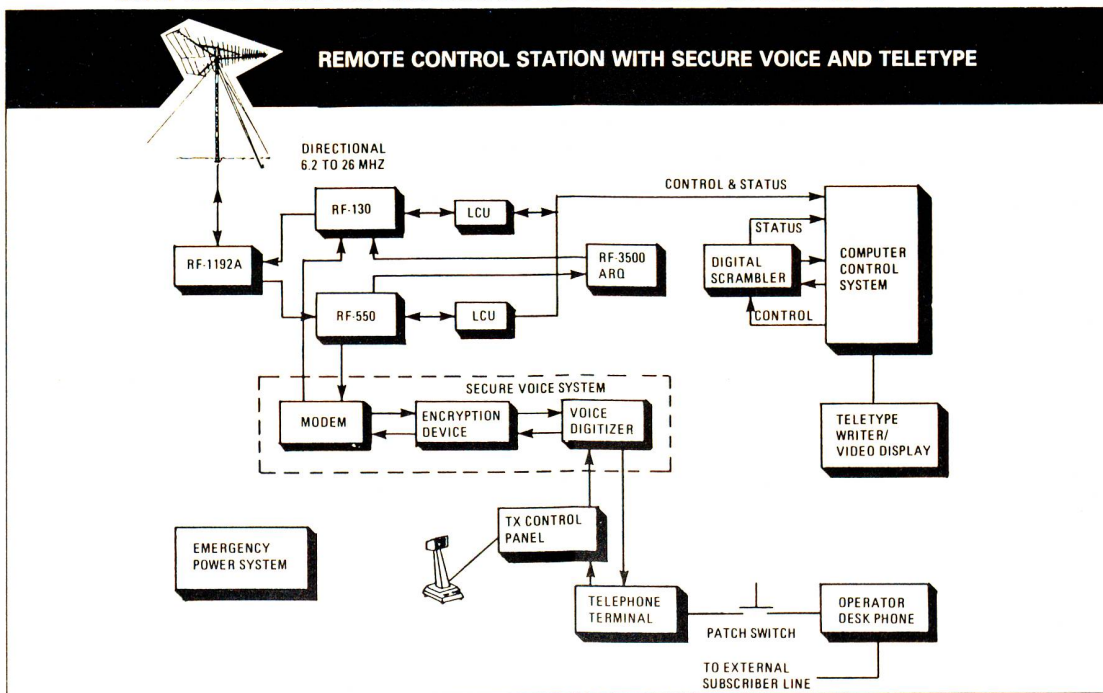 REMOTE CONTROL STATION WITH SECURE VOICE AND TELETYPE
DIRECTIONAL
6.2 TO 26 MHZ
RF-130
LCU
CONTROL & STATUS
RF-1192A
RF-3500
ARQ
STATUS
DIGITAL
SCRAMBLER
COMPUTER
CONTROL
SYSTEM
RF-550
LCU
CONTROL
SECURE VOICE SYSTEM
MODEM
ENCRYPTION
DEVICE
VOICE
DIGITIZER
TELETYPE
WRITER/
VIDEO DISPLAY
TX CONTROL
PANEL
EMERGENCY
POWER SYSTEM
TELEPHONE
TERMINAL
PATCH SWITCH
OPERATOR
DESK PHONE
TO EXTERNAL
SUBSCRIBER LINE